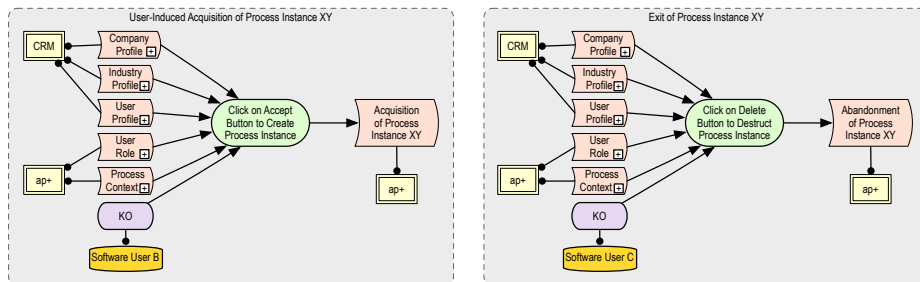 User-Induced Acquisition of Process Instance XY
CRM
Company
Profile
Industry
Profile
User
Profile
User
Role
Process
Context
ap+
KO
Software User B
Click on Accept
Button to Create
Process Instance
Acquisition
of Process
Instance XY
ap+
Exit of Process Instance XY
CRM
Company
Profile
Industry
Profile
User
Profile
User
Role
Process
Context
ap+
KO
Software User C
Click on Delete
Button to Destruct
Process Instance
Abandonment
of Process
Instance XY
ap+